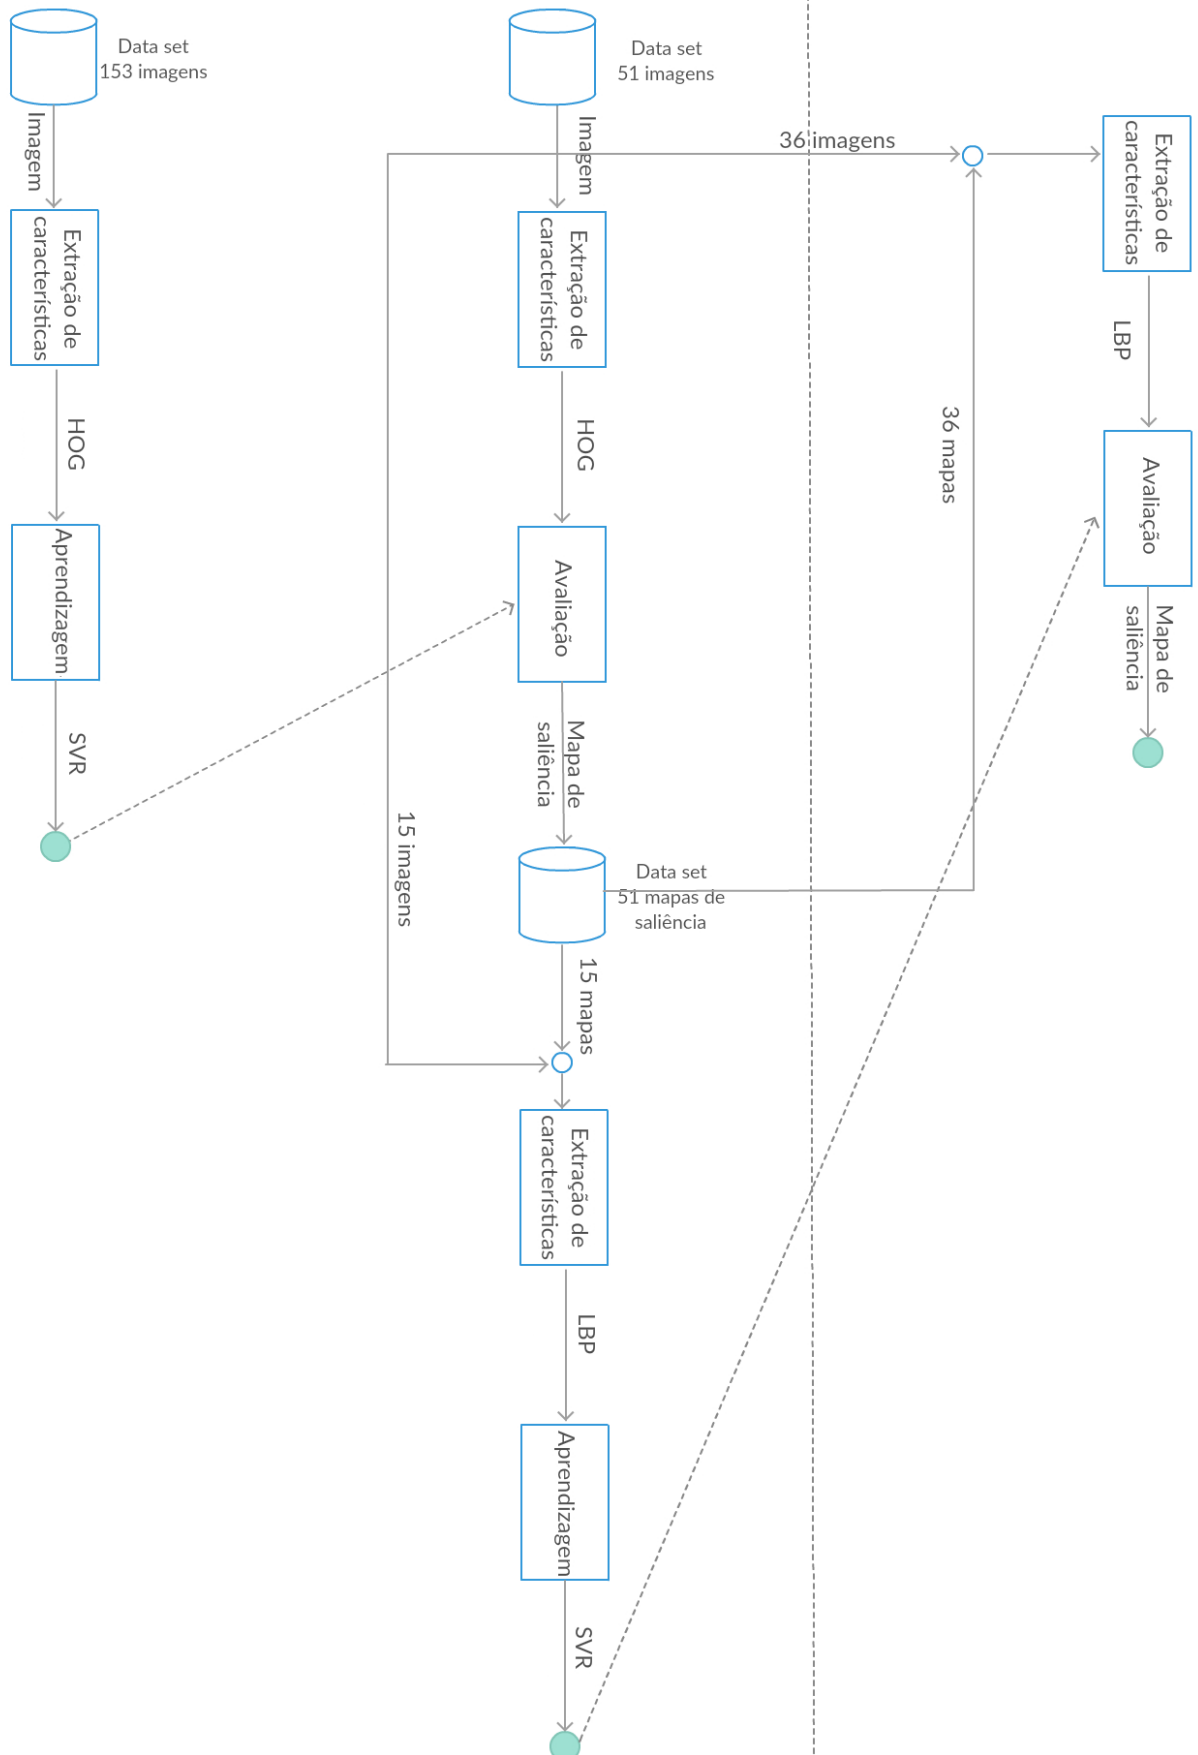 Data set
153 imagens
Imagem
Extração de
características
HOG
Aprendizagem
SVR
Data set
51 imagens
Imagem
Extração de
características
HOG
Avaliação
Mapa de
saliência
Data set
51 mapas de
saliência
15 imagens
15 mapas
Extração de
características
LBP
Aprendizagem
SVR
36 imagens
36 mapas
Extração de
características
LBP
Avaliação
Mapa de
saliência